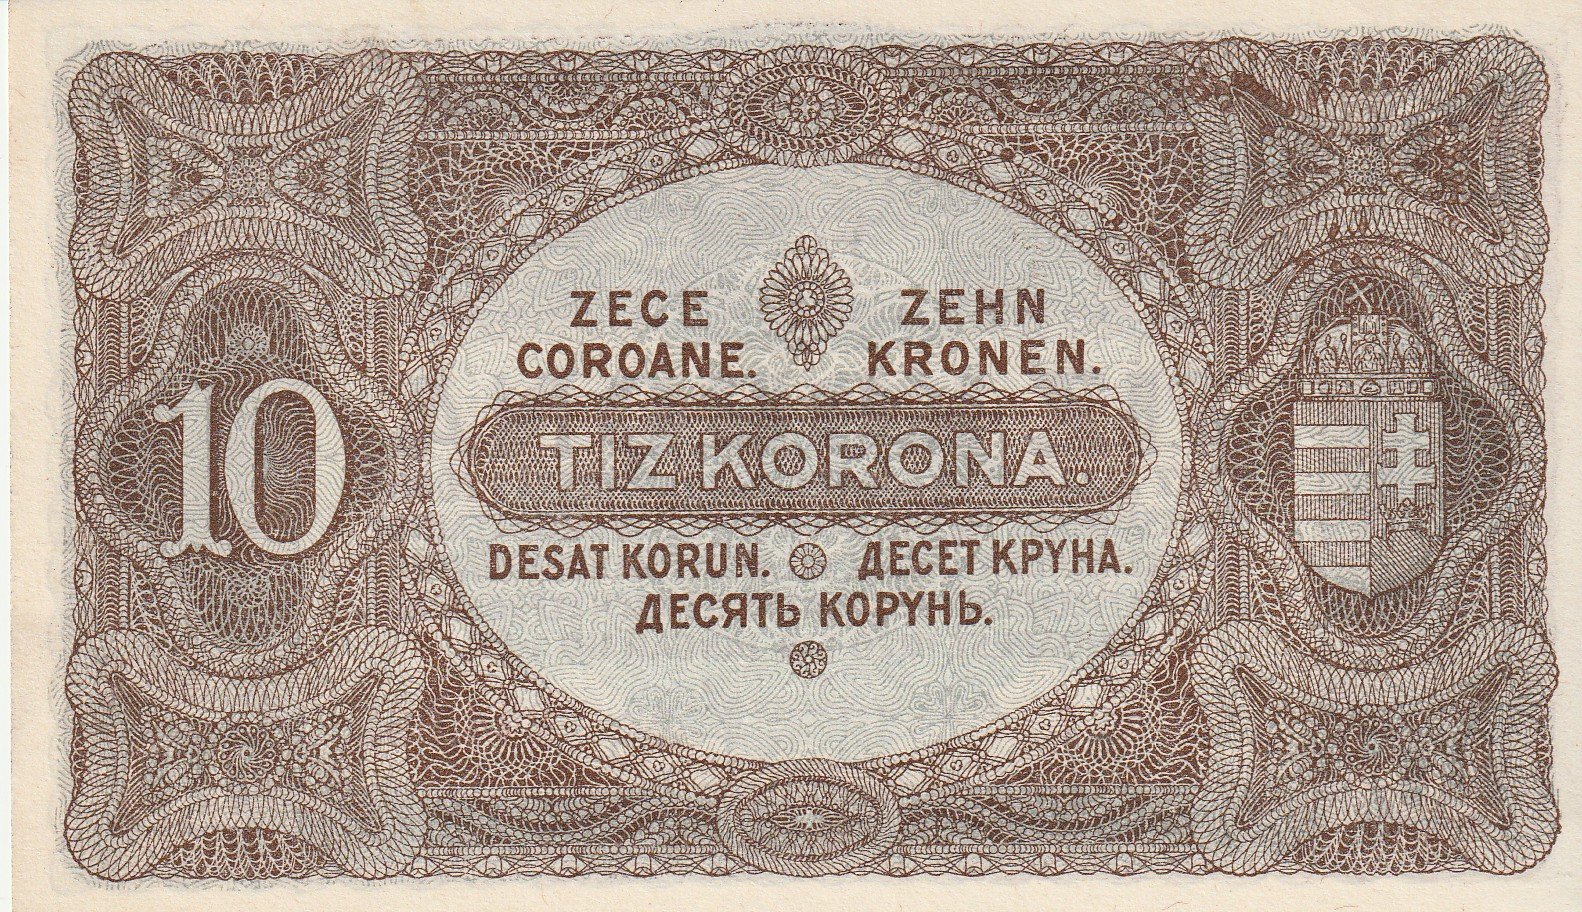 ZECE
COROANE.
ZEHN
KRONEN.
10
TIZ KORONA.
DESAT KORUN. ДЕСЕТ КРУНА.
ДЕСЯТЬ КОРУНЬ.